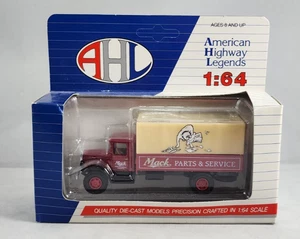 AGES 8 AND UP
AHL
American
Highway
Legends
1:64
Mack
Mack PARTS & SERVICE
QUALITY DIE-CAST MODELS PRECISION CRAFTED IN 1:64 SCALE